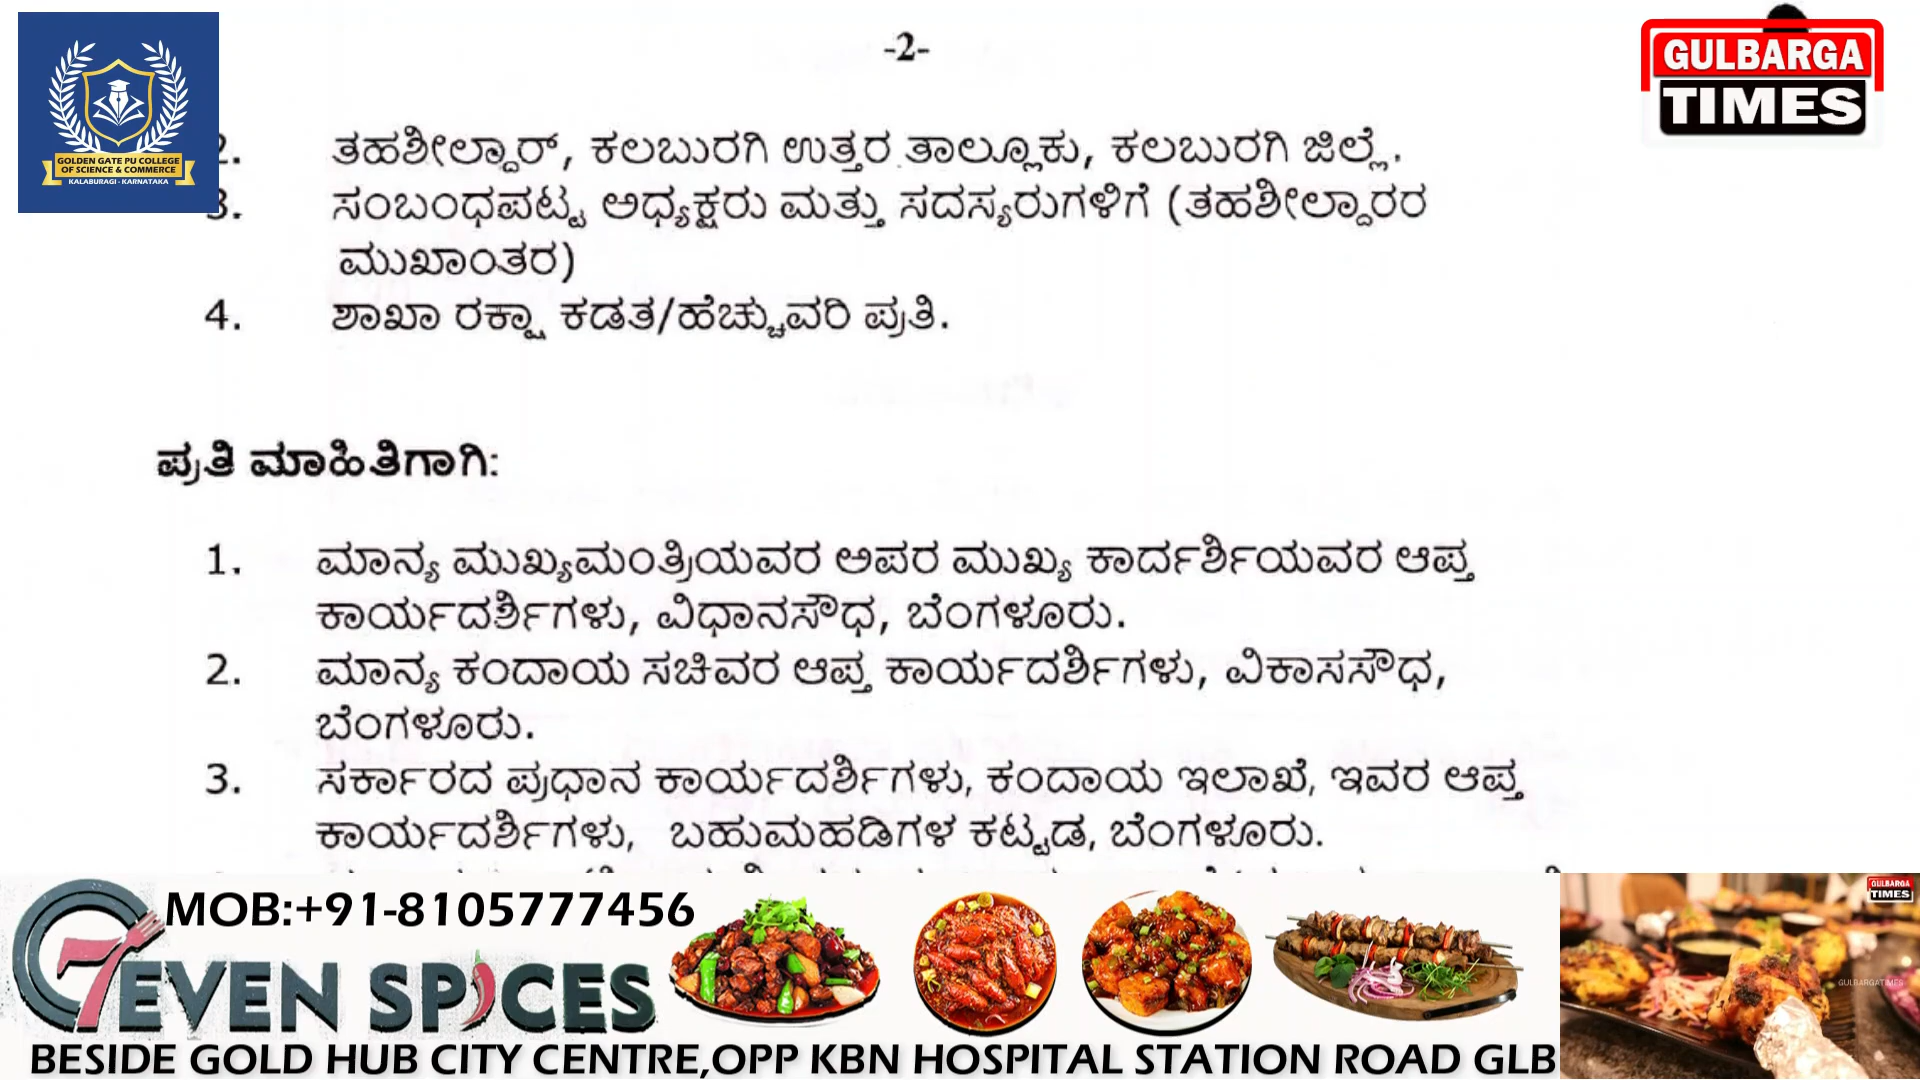 -2-
GULBARGA
TIMES
GOLDEN GATE PU COLLEGE
OF SCIENCE & COMMERCE
KALABURAGI - KARNATAKA
2. ತಹಶೀಲ್ದಾರ್, ಕಲಬುರಗಿ ಉತ್ತರ ತಾಲ್ಲೂಕು, ಕಲಬುರಗಿ ಜಿಲ್ಲೆ.
3. ಸಂಬಂಧಪಟ್ಟ ಅಧ್ಯಕ್ಷರು ಮತ್ತು ಸದಸ್ಯರುಗಳಿಗೆ (ತಹಶೀಲ್ದಾರರ
ಮುಖಾಂತರ)
4. ಶಾಖಾ ರಕ್ಷಾ ಕಡತ/ಹೆಚ್ಚುವರಿ ಪ್ರತಿ.
ಪ್ರತಿ ಮಾಹಿತಿಗಾಗಿ:
1. ಮಾನ್ಯ ಮುಖ್ಯಮಂತ್ರಿಯವರ ಅಪರ ಮುಖ್ಯ ಕಾರ್ದರ್ಶಿಯವರ ಆಪ್ತ
ಕಾರ್ಯದರ್ಶಿಗಳು, ವಿಧಾನಸೌಧ, ಬೆಂಗಳೂರು.
2. ಮಾನ್ಯ ಕಂದಾಯ ಸಚಿವರ ಆಪ್ತ ಕಾರ್ಯದರ್ಶಿಗಳು, ವಿಕಾಸಸೌಧ,
ಬೆಂಗಳೂರು.
3. ಸರ್ಕಾರದ ಪ್ರಧಾನ ಕಾರ್ಯದರ್ಶಿಗಳು, ಕಂದಾಯ ಇಲಾಖೆ, ಇವರ ಆಪ್ತ
ಕಾರ್ಯದರ್ಶಿಗಳು, ಬಹುಮಹಡಿಗಳ ಕಟ್ಟಡ, ಬೆಂಗಳೂರು.
MOB:+91-8105777456
7EVEN SPICES
BESIDE GOLD HUB CITY CENTRE,OPP KBN HOSPITAL STATION ROAD GLB
GULBARGA
TIMES
GULBARGATIMES